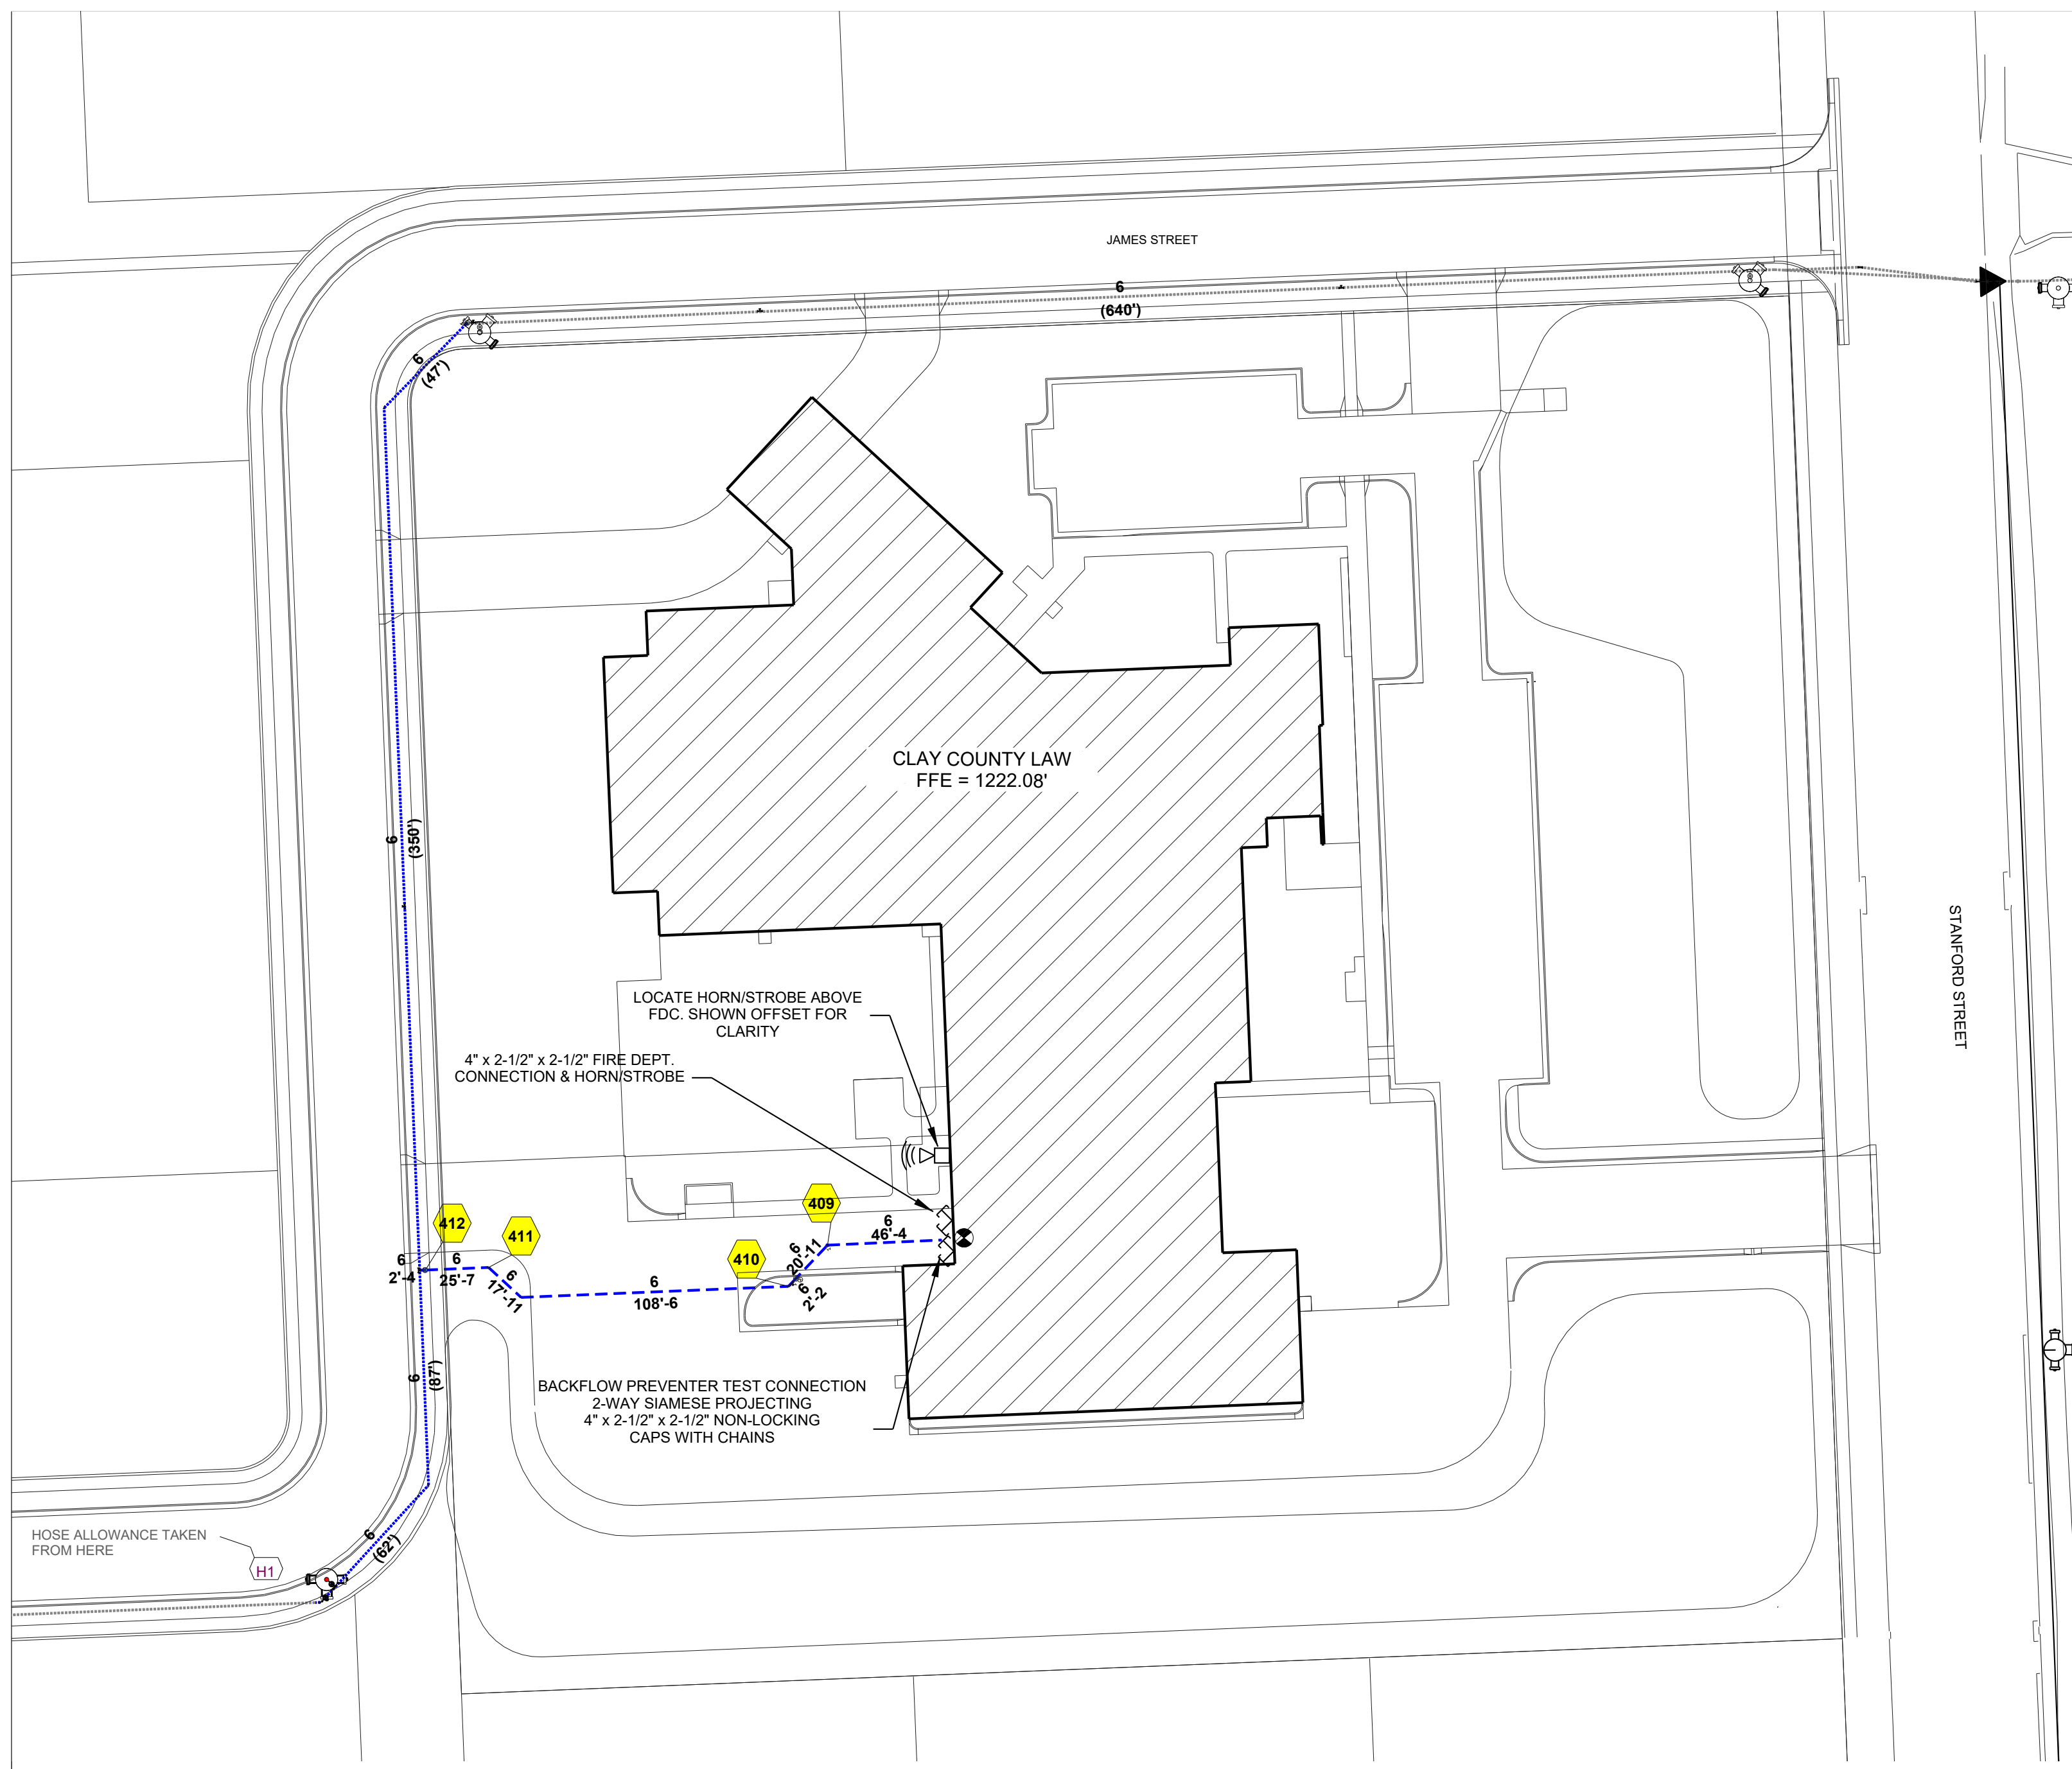 JAMES STREET
6
(640')
6
(47')
CLAY COUNTY LAW
FFE = 1222.08'
6
(350')
STANFORD STREET
LOCATE HORN/STROBE ABOVE
FDC. SHOWN OFFSET FOR
CLARITY
4" x 2-1/2" x 2-1/2" FIRE DEPT.
CONNECTION & HORN/STROBE
409
412
411
410
6
46'-4
6
20'-11
6
2'-4
6
25'-7
6
17'-11
6
108'-6
6
2'-2
6
(87')
BACKFLOW PREVENTER TEST CONNECTION
2-WAY SIAMESE PROJECTING
4" x 2-1/2" x 2-1/2" NON-LOCKING
CAPS WITH CHAINS
6
(62')
HOSE ALLOWANCE TAKEN
FROM HERE
H1